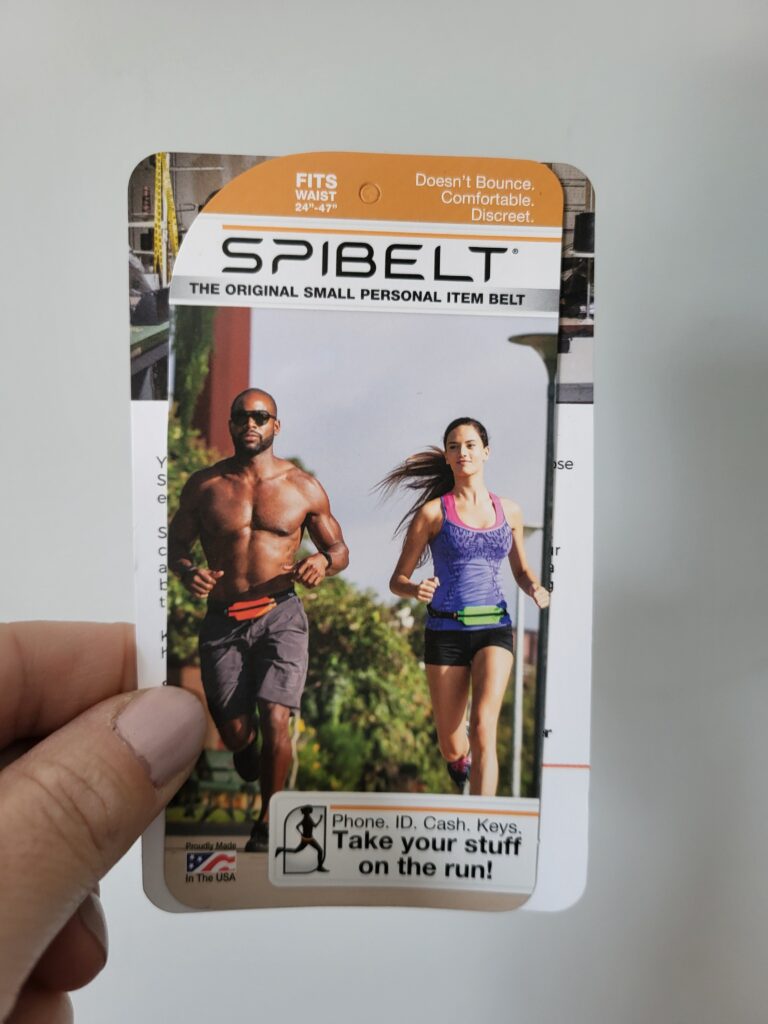 FITS
WAIST
24"-47"
Doesn't Bounce.
Comfortable.
Discreet.
SPIBELT®
THE ORIGINAL SMALL PERSONAL ITEM BELT
Phone. ID. Cash. Keys.
Take your stuff
on the run!
Proudly Made
In The USA